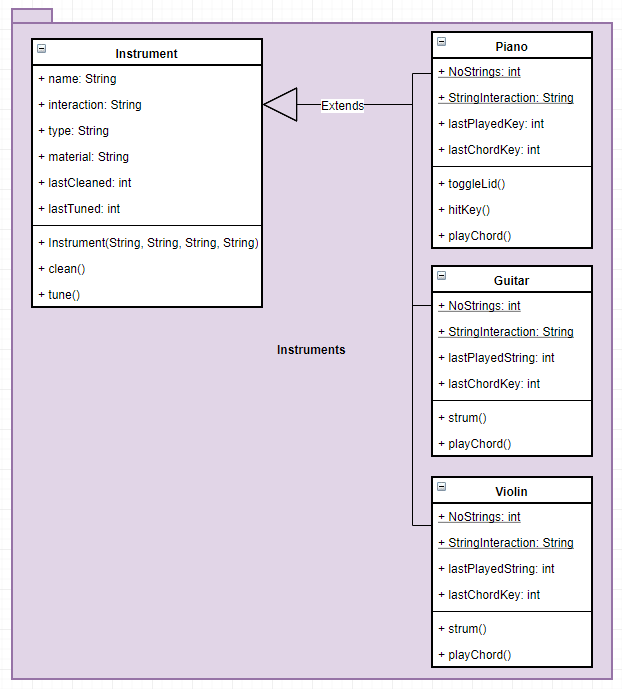 Instrument
+ name: String
+ interaction: String
+ type: String
+ material: String
+ lastCleaned: int
+ lastTuned: int
+ Instrument(String, String, String, String)
+ clean()
+ tune()
Extends
Instruments
Piano
+ NoStrings: int
+ StringInteraction: String
+ lastPlayedKey: int
+ lastChordKey: int
+ toggleLid()
+ hitKey()
+ playChord()
Guitar
+ NoStrings: int
+ StringInteraction: String
+ lastPlayedString: int
+ lastChordKey: int
+ strum()
+ playChord()
Violin
+ NoStrings: int
+ StringInteraction: String
+ lastPlayedString: int
+ lastChordKey: int
+ strum()
+ playChord()